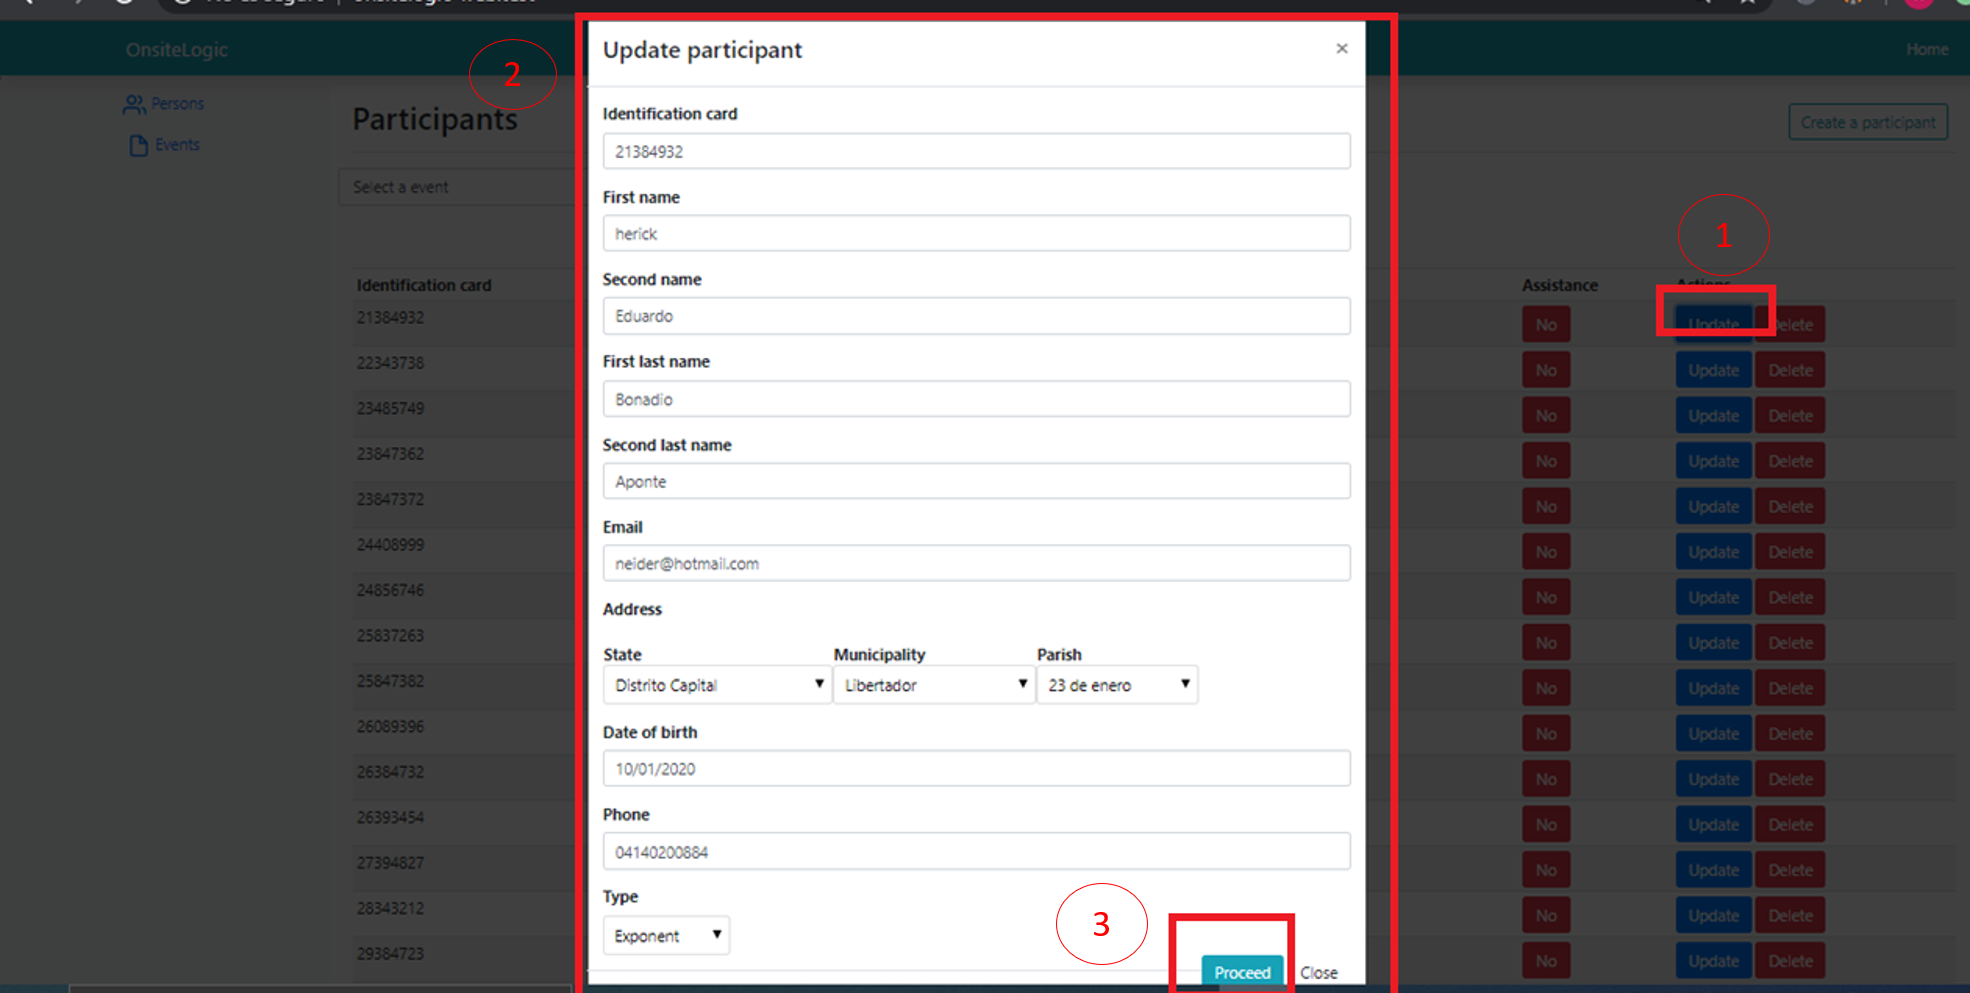 OnsiteLogic
Home
Persons
Events
Participants
Create a participant
Select a event
Identification card
Assistance
Actions
21384932
No
Update
Delete
22343738
No
Update
Delete
23485749
No
Update
Delete
23847362
No
Update
Delete
23847372
No
Update
Delete
24408999
No
Update
Delete
24856746
No
Update
Delete
25837263
No
Update
Delete
25847382
No
Update
Delete
26089396
No
Update
Delete
26384732
No
Update
Delete
26393454
No
Update
Delete
27394827
No
Update
Delete
28343212
No
Update
Delete
29384723
No
Update
Delete
1
2
Update participant
×
Identification card
21384932
First name
herick
Second name
Eduardo
First last name
Bonadio
Second last name
Aponte
Email
neider@hotmail.com
Address
State
Municipality
Parish
Distrito Capital
Libertador
23 de enero
Date of birth
10/01/2020
Phone
04140200884
Type
Exponent
3
Proceed
Close